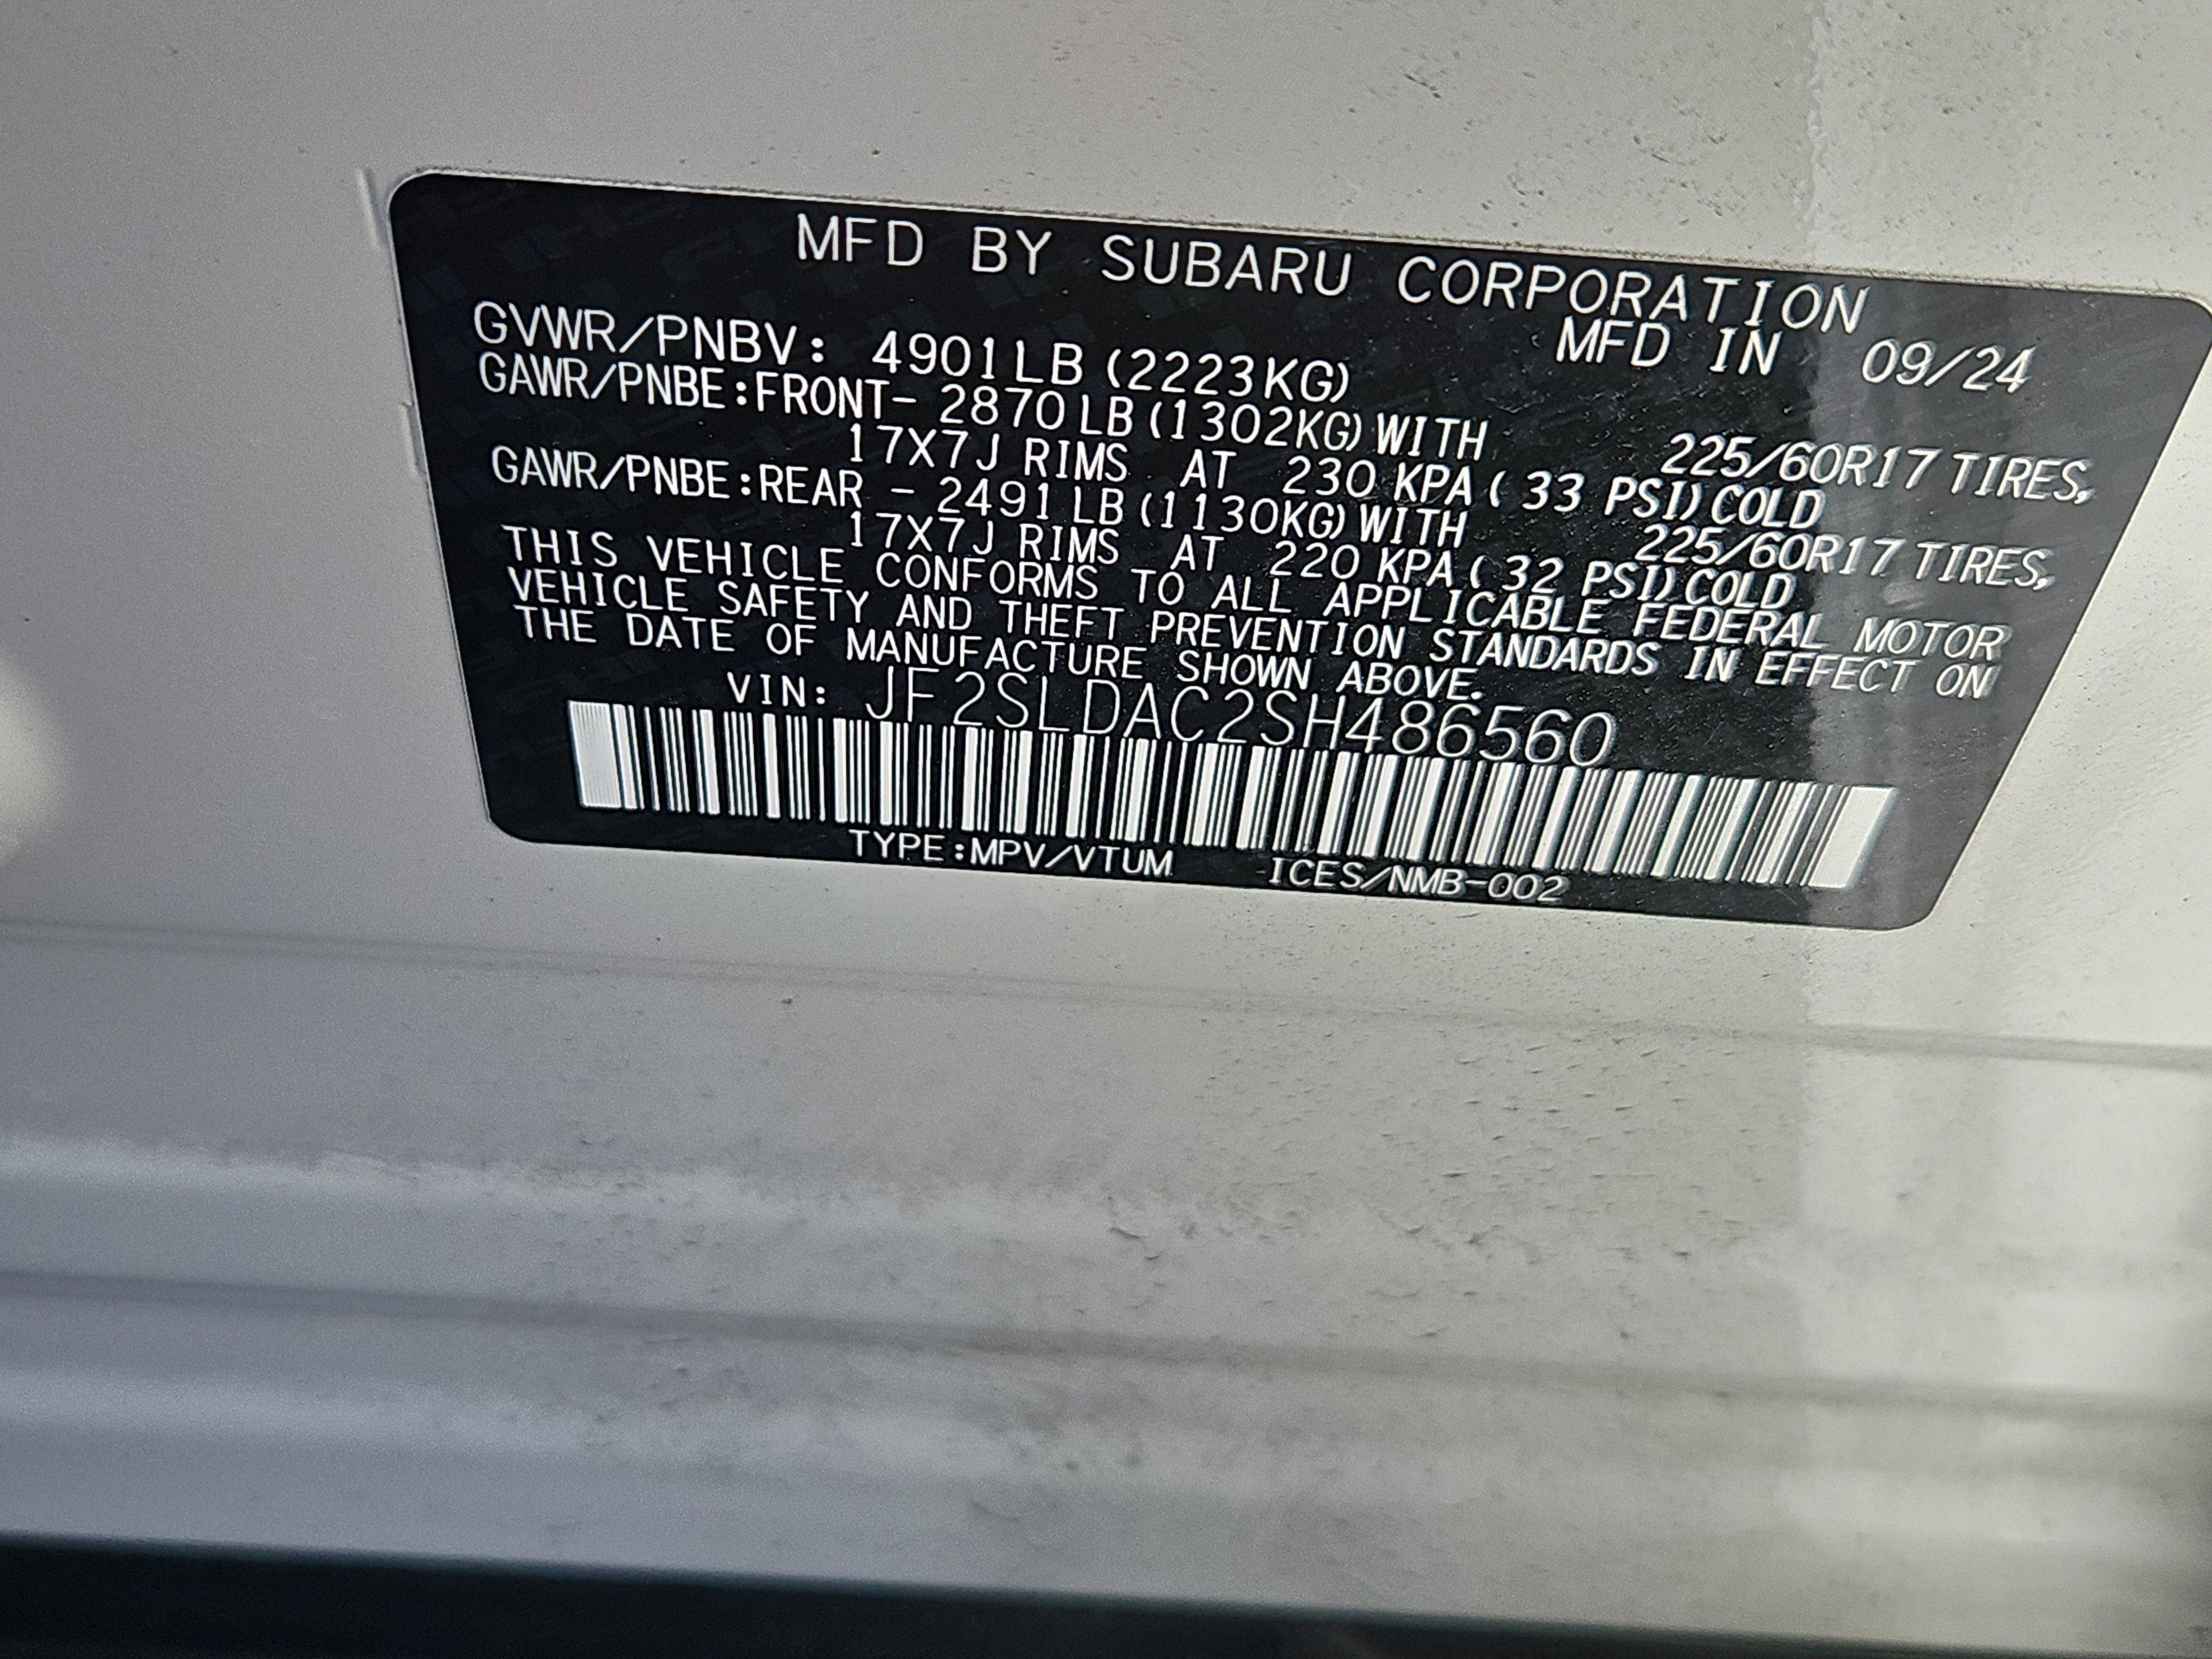 MFD BY SUBARU CORPORATION
GVWR/PNBV: 4901LB (2223KG) MFD IN 09/24
GAWR/PNBE:FRONT- 2870LB(1302KG)WITH 225/60R17 TIRES,
17X7J RIMS AT 230 KPA( 33 PSI)COLD
GAWR/PNBE:REAR - 2491LB(1130KG)WITH 225/60R17 TIRES,
17X7J RIMS AT 220 KPA( 32 PSI)COLD
THIS VEHICLE CONFORMS TO ALL APPLICABLE FEDERAL MOTOR
VEHICLE SAFETY AND THEFT PREVENTION STANDARDS IN EFFECT ON
THE DATE OF MANUFACTURE SHOWN ABOVE.
VIN: JF2SLDAC2SH486560
TYPE:MPV/VTUM ICES/NMB-002